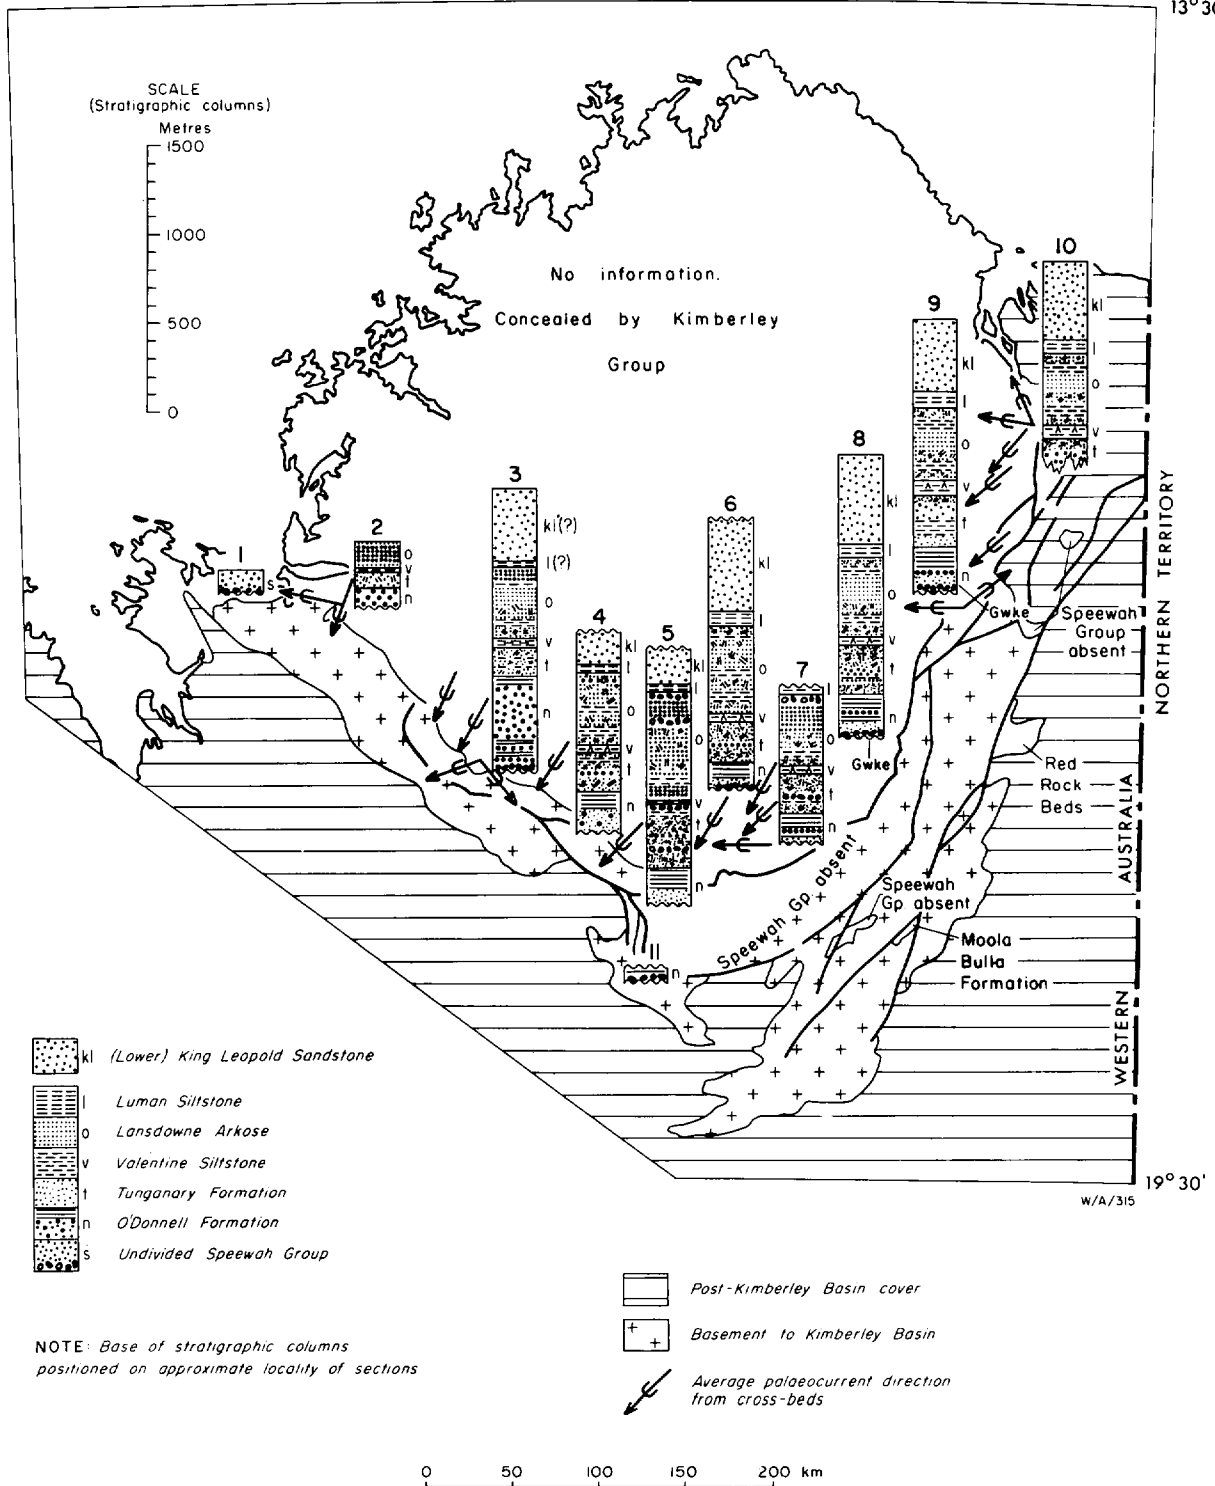 13°30
SCALE
(Stratigraphic columns)
Metres
1500
1000
500
0
No information.
Concealed by Kimberley
Group
10
kl
l
o
v
t
9
kl
l
o
v
t
n
8
kl
l
o
v
t
n
Gwke
3
kl(?)
l(?)
o
v
t
n
6
kl
l
o
v
t
n
2
o
v
t
n
1
s
4
kl
t
o
v
t
n
5
kl
l
o
v
t
n
7
l
o
v
t
n
11
n
Gwke
Speewah
Group
absent
Red
Rock
Beds
Speewah Gp. absent
Speewah
Gp. absent
Moola
Bulla
Formation
NORTHERN TERRITORY
WESTERN AUSTRALIA
19°30'
W/A/315
kl (Lower) King Leopold Sandstone
l Luman Siltstone
o Lansdowne Arkose
v Valentine Siltstone
t Tunganary Formation
n O'Donnell Formation
s Undivided Speewah Group
NOTE: Base of stratigraphic columns
positioned on approximate locality of sections
Post-Kimberley Basin cover
Basement to Kimberley Basin
Average palaeocurrent direction
from cross-beds
0 50 100 150 200 km